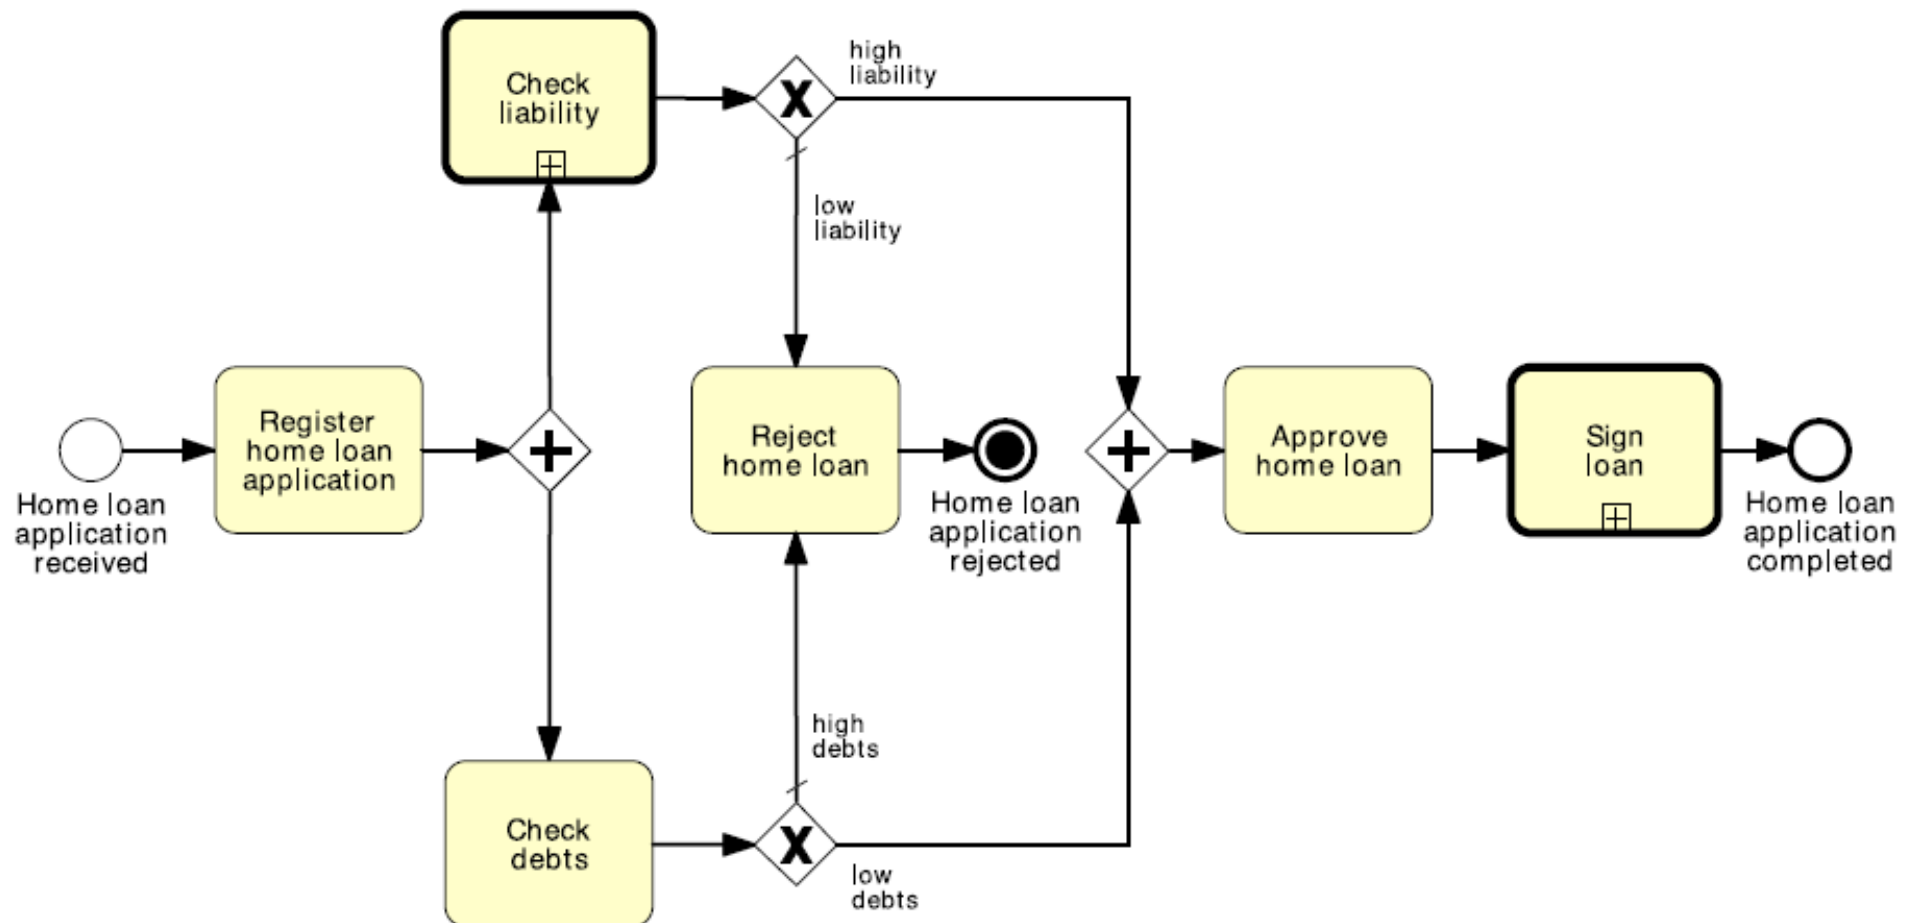 Check
liability
high
liability
low
liability
Home loan
application
received
Register
home loan
application
Reject
home loan
Home loan
application
rejected
Approve
home loan
Sign
loan
Home loan
application
completed
high
debts
Check
debts
low
debts